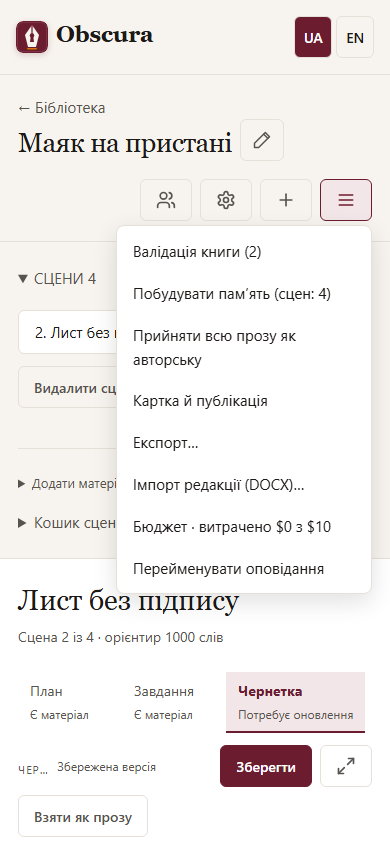 Obscura
UA
EN
← Бібліотека
Маяк на пристані
Валідація книги (2)
Побудувати пам’ять (сцен: 4)
Прийняти всю прозу як
авторську
Картка й публікація
Експорт...
Імпорт редакції (DOCX)...
Бюджет · витрачено $0 з $10
Перейменувати оповідання
▼ СЦЕНИ 4
2. Лист без
Видалити
▶ Додати
▶ Кошик сцен
Лист без підпису
Сцена 2 із 4 · орієнтир 1000 слів
План
Є матеріал
Завдання
Є матеріал
Чернетка
Потребує оновлення
ЧЕР...
Збережена версія
Зберегти
Взяти як прозу